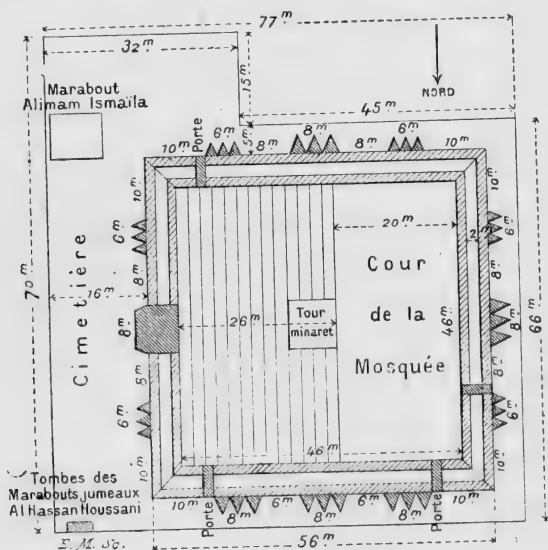 77m
32m
15m
NORD
45m
Marabout
Alimam Ismaïla
Porte
5m
10m 6m 8m 8m 8m 6m 10m
10m
6m
8m
8m
8m
6m
10m
70m
16m
Cimetière
26m
Tour
minaret
20m
Cour
de la
Mosquée
46m
46m
2m
10m
6m
8m
8m
8m
6m
10m
66m
Tombes des
Marabouts jumeaux
Al Hassan Houssani
10m 8m 6m 8m 6m 8m 10m
Porte
Porte
E. M. Sc.
56m